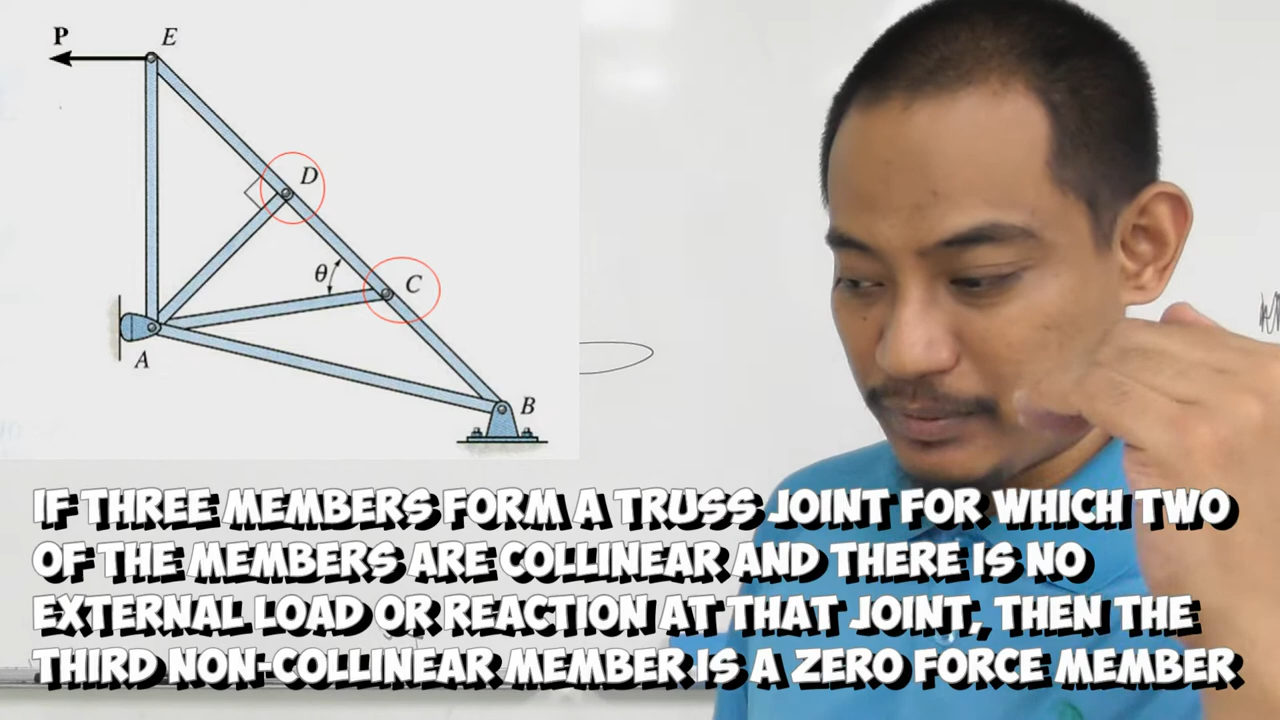 P
E
D
θ
C
A
B
IF THREE MEMBERS FORM A TRUSS JOINT FOR WHICH TWO
OF THE MEMBERS ARE COLLINEAR AND THERE IS NO
EXTERNAL LOAD OR REACTION AT THAT JOINT, THEN THE
THIRD NON-COLLINEAR MEMBER IS A ZERO FORCE MEMBER